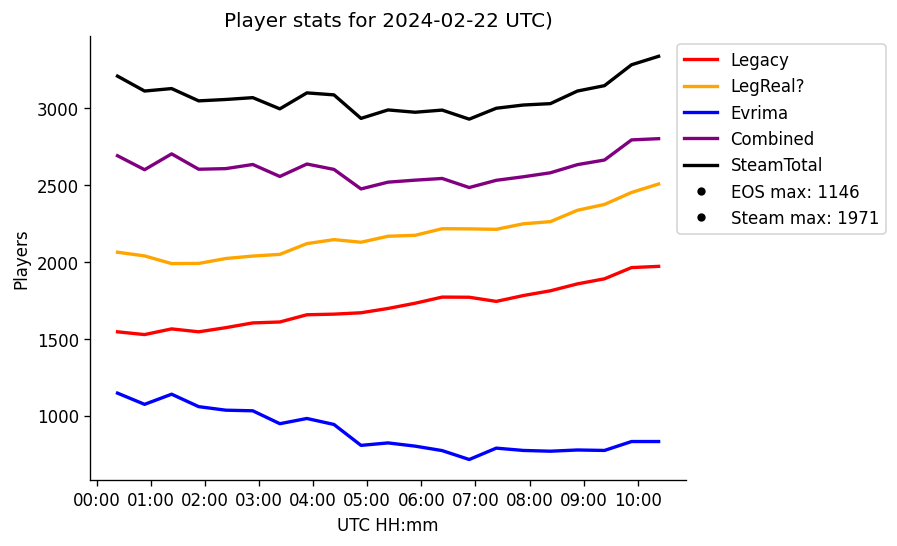 Player stats for 2024-02-22 UTC)
Legacy
LegReal?
Evrima
Combined
SteamTotal
EOS max: 1146
Steam max: 1971
Players
3000
2500
2000
1500
1000
00:00 01:00 02:00 03:00 04:00 05:00 06:00 07:00 08:00 09:00 10:00
UTC HH:mm